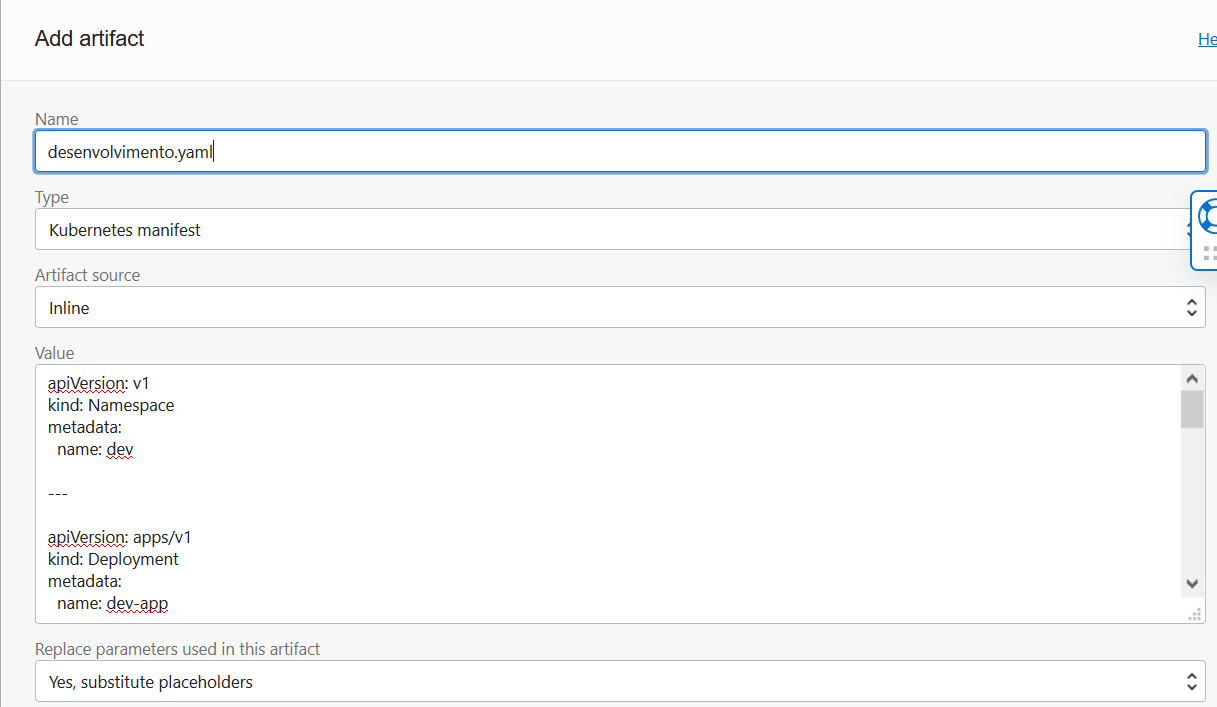 Add artifact
He
Name
desenvolvimento.yaml
Type
Kubernetes manifest
Artifact source
Inline
Value
apiVersion: v1
kind: Namespace
metadata:
  name: dev
---
apiVersion: apps/v1
kind: Deployment
metadata:
  name: dev-app
Replace parameters used in this artifact
Yes, substitute placeholders